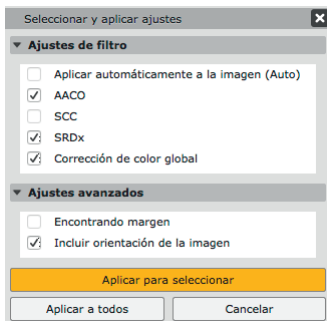 Seleccionar y aplicar ajustes
Ajustes de filtro
Aplicar automáticamente a la imagen (Auto)
AACO
SCC
SRDx
Corrección de color global
Ajustes avanzados
Encontrando margen
Incluir orientación de la imagen
Aplicar para seleccionar
Aplicar a todos Cancelar